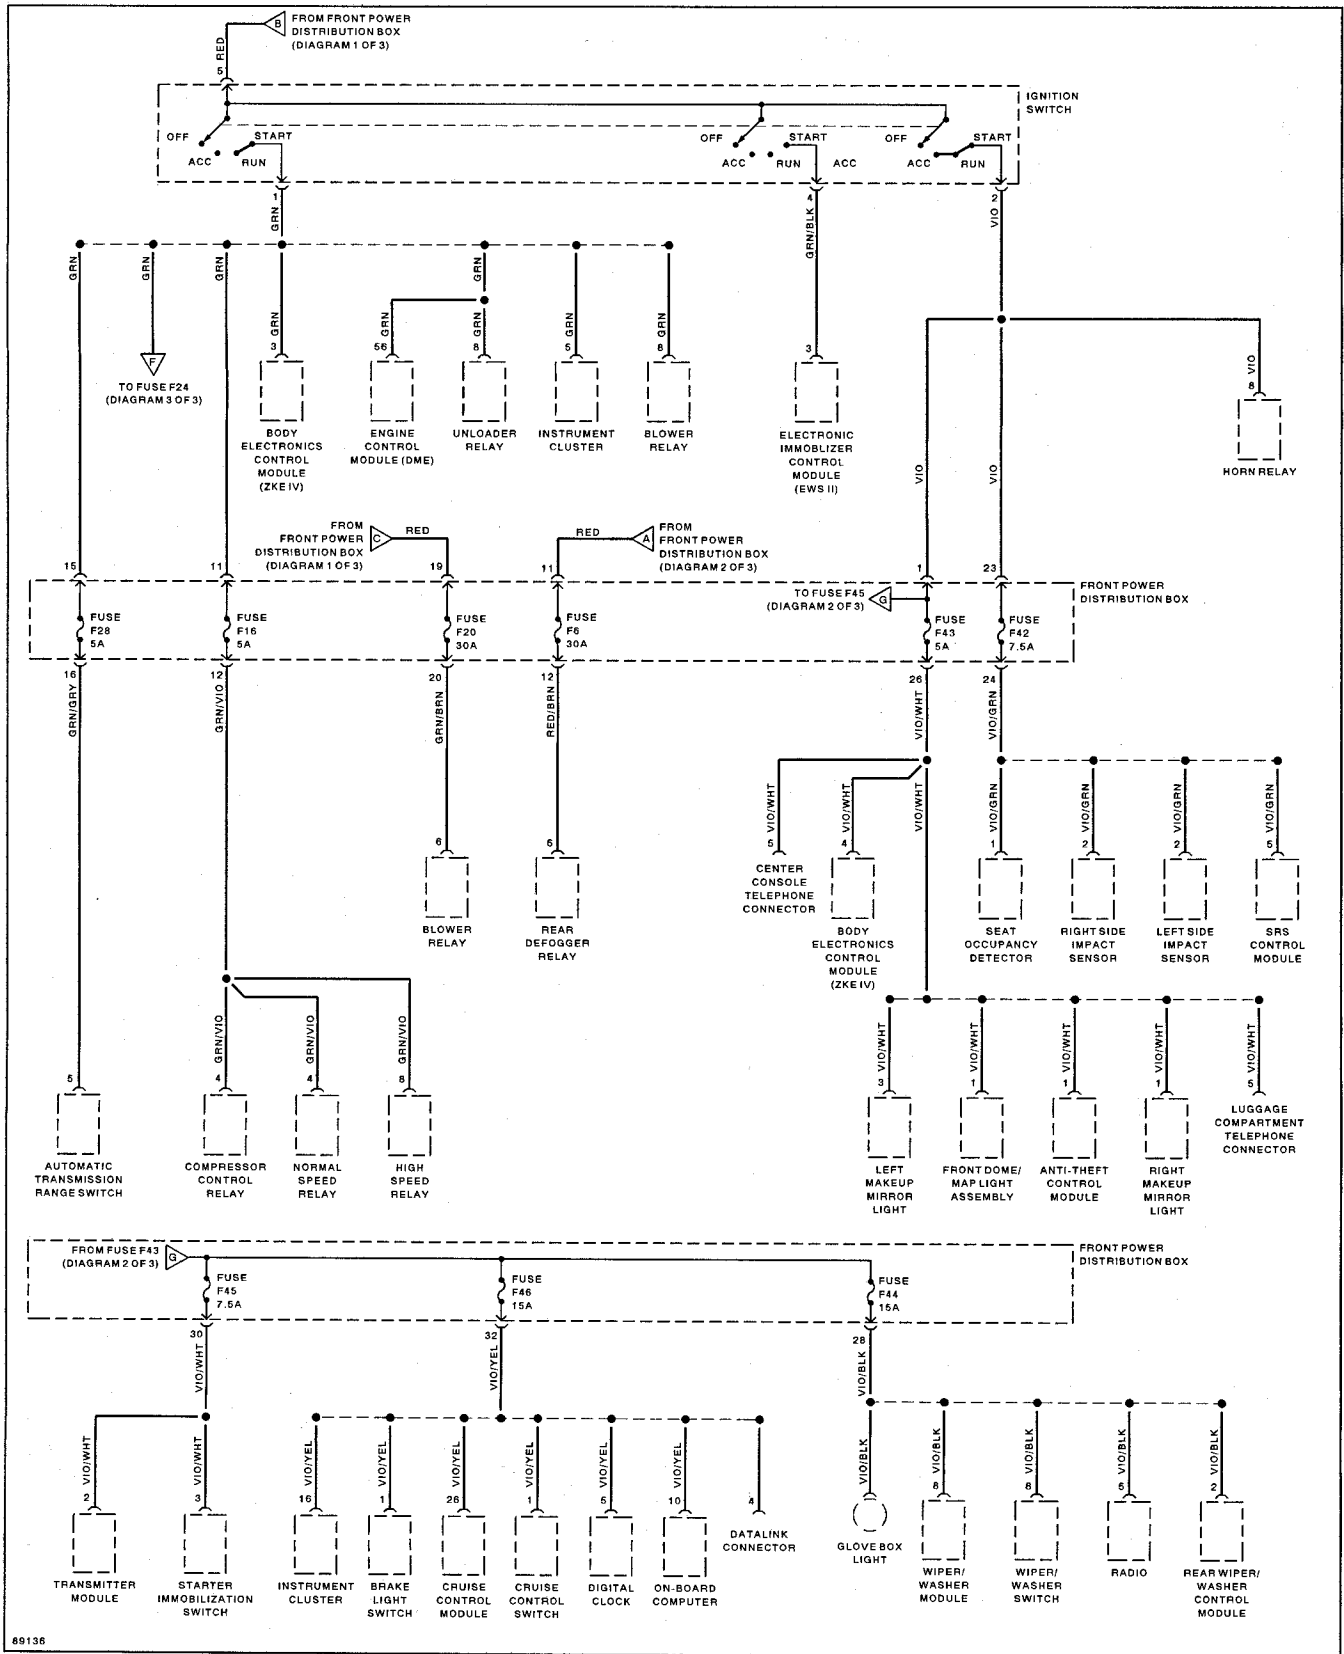 B
FROM FRONT POWER
DISTRIBUTION BOX
(DIAGRAM 1 OF 3)
RED
5
IGNITION
SWITCH
OFF
START
ACC
RUN
OFF
START
ACC
RUN
ACC
OFF
START
ACC
RUN
1
GRN
4
GRN/BLK
2
VIO
GRN
GRN
GRN
GRN
F
TO FUSE F24
(DIAGRAM 3 OF 3)
GRN
3
BODY
ELECTRONICS
CONTROL
MODULE
(ZKE IV)
GRN
56
ENGINE
CONTROL
MODULE (DME)
GRN
8
UNLOADER
RELAY
GRN
5
INSTRUMENT
CLUSTER
GRN
8
BLOWER
RELAY
3
ELECTRONIC
IMMOBLIZER
CONTROL
MODULE
(EWS II)
VIO
8
HORN RELAY
VIO
VIO
FROM
FRONT POWER
DISTRIBUTION BOX
(DIAGRAM 1 OF 3)
C
RED
RED
A
FROM
FRONT POWER
DISTRIBUTION BOX
(DIAGRAM 2 OF 3)
15
11
19
11
1
23
FRONT POWER
DISTRIBUTION BOX
TO FUSE F45
(DIAGRAM 2 OF 3)
G
FUSE
F28
5A
FUSE
F16
5A
FUSE
F20
30A
FUSE
F6
30A
FUSE
F43
5A
FUSE
F42
7.5A
16
GRN/GRY
12
GRN/VIO
20
GRN/BRN
12
RED/BRN
26
VIO/WHT
24
VIO/GRN
6
BLOWER
RELAY
6
REAR
DEFOGGER
RELAY
VIO/WHT
5
CENTER
CONSOLE
TELEPHONE
CONNECTOR
VIO/WHT
4
BODY
ELECTRONICS
CONTROL
MODULE
(ZKE IV)
VIO/WHT
VIO/GRN
1
SEAT
OCCUPANCY
DETECTOR
VIO/GRN
2
RIGHT SIDE
IMPACT
SENSOR
VIO/GRN
2
LEFT SIDE
IMPACT
SENSOR
VIO/GRN
5
SRS
CONTROL
MODULE
5
AUTOMATIC
TRANSMISSION
RANGE SWITCH
GRN/VIO
4
COMPRESSOR
CONTROL
RELAY
GRN/VIO
4
NORMAL
SPEED
RELAY
GRN/VIO
8
HIGH
SPEED
RELAY
VIO/WHT
3
LEFT
MAKEUP
MIRROR
LIGHT
VIO/WHT
1
FRONT DOME/
MAP LIGHT
ASSEMBLY
VIO/WHT
1
ANTI-THEFT
CONTROL
MODULE
VIO/WHT
1
RIGHT
MAKEUP
MIRROR
LIGHT
VIO/WHT
5
LUGGAGE
COMPARTMENT
TELEPHONE
CONNECTOR
FROM FUSE F43
(DIAGRAM 2 OF 3)
G
FRONT POWER
DISTRIBUTION BOX
FUSE
F45
7.5A
FUSE
F46
15A
FUSE
F44
15A
30
VIO/WHT
32
VIO/YEL
28
VIO/BLK
VIO/WHT
2
TRANSMITTER
MODULE
VIO/WHT
3
STARTER
IMMOBILIZATION
SWITCH
VIO/YEL
16
INSTRUMENT
CLUSTER
VIO/YEL
1
BRAKE
LIGHT
SWITCH
VIO/YEL
26
CRUISE
CONTROL
MODULE
VIO/YEL
1
CRUISE
CONTROL
SWITCH
VIO/YEL
5
DIGITAL
CLOCK
VIO/YEL
10
ON-BOARD
COMPUTER
4
DATALINK
CONNECTOR
VIO/BLK
GLOVE BOX
LIGHT
VIO/BLK
8
WIPER/
WASHER
MODULE
VIO/BLK
8
WIPER/
WASHER
SWITCH
VIO/BLK
5
RADIO
VIO/BLK
2
REAR WIPER/
WASHER
CONTROL
MODULE
89136